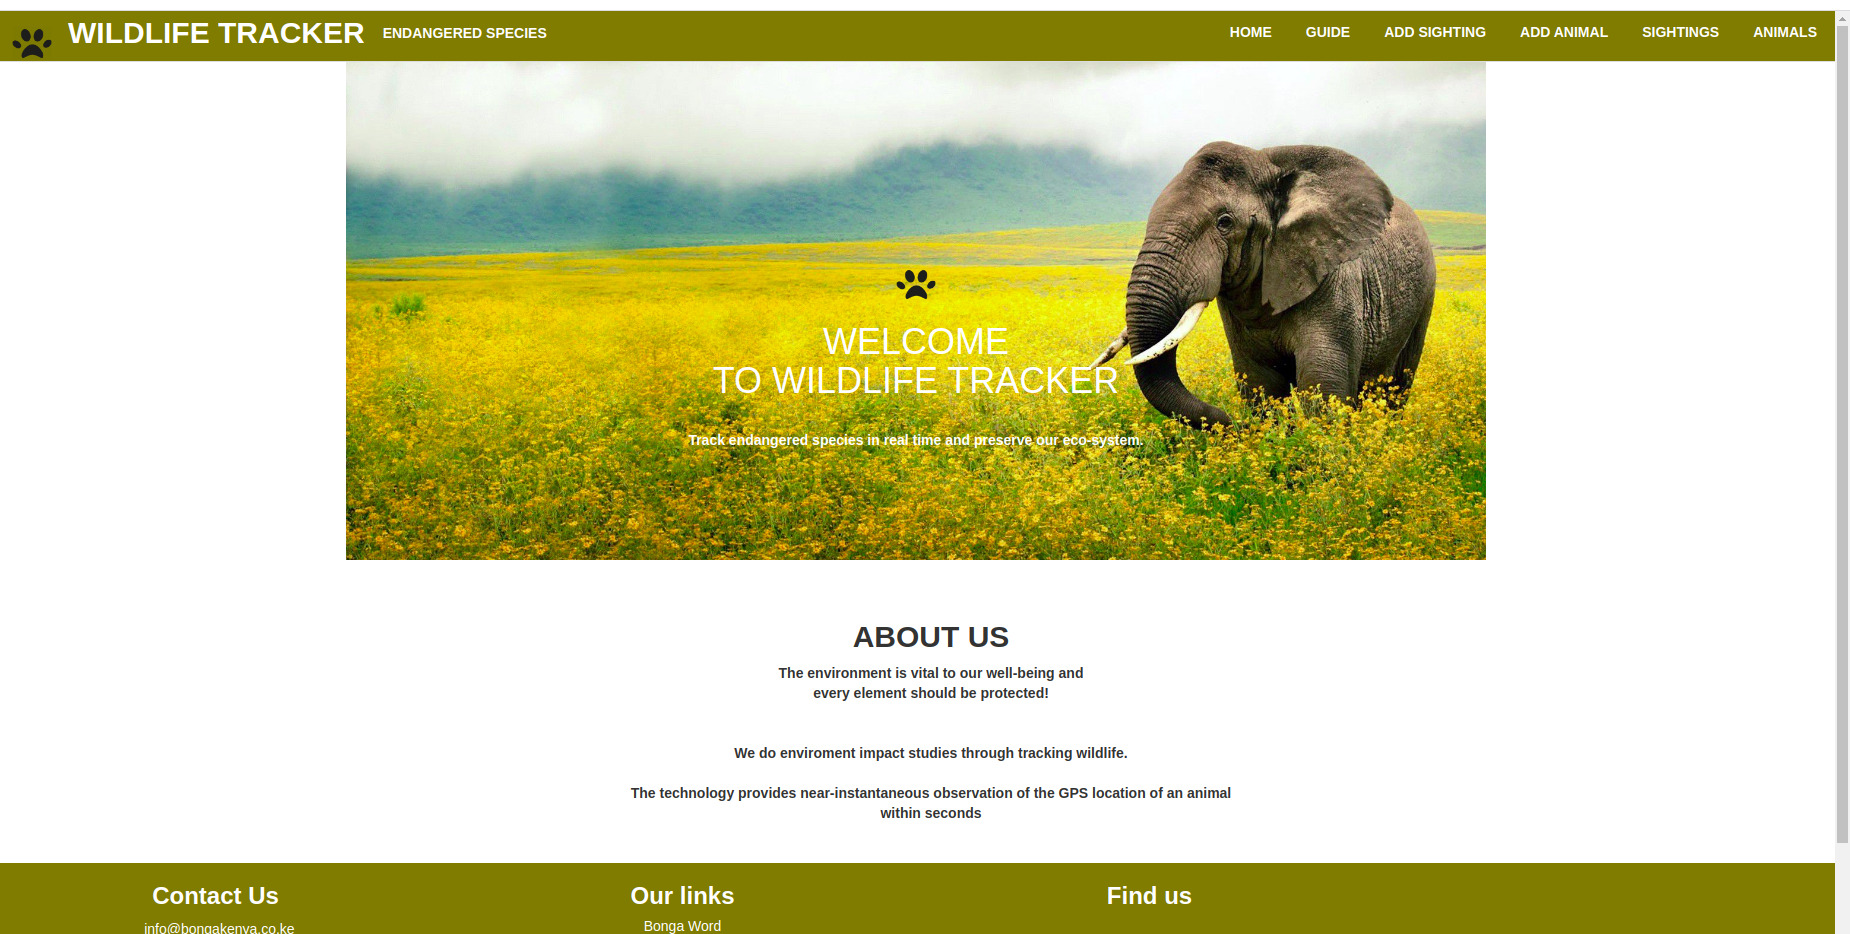 WILDLIFE TRACKER ENDANGERED SPECIES HOME GUIDE ADD SIGHTING ADD ANIMAL SIGHTINGS ANIMALS
WELCOME
TO WILDLIFE TRACKER
Track endangered species in real time and preserve our eco-system.
ABOUT US
The environment is vital to our well-being and
every element should be protected!
We do enviroment impact studies through tracking wildlife.
The technology provides near-instantaneous observation of the GPS location of an animal
within seconds
Contact Us
info@bongakenya.co.ke
Our links
Bonga Word
Find us